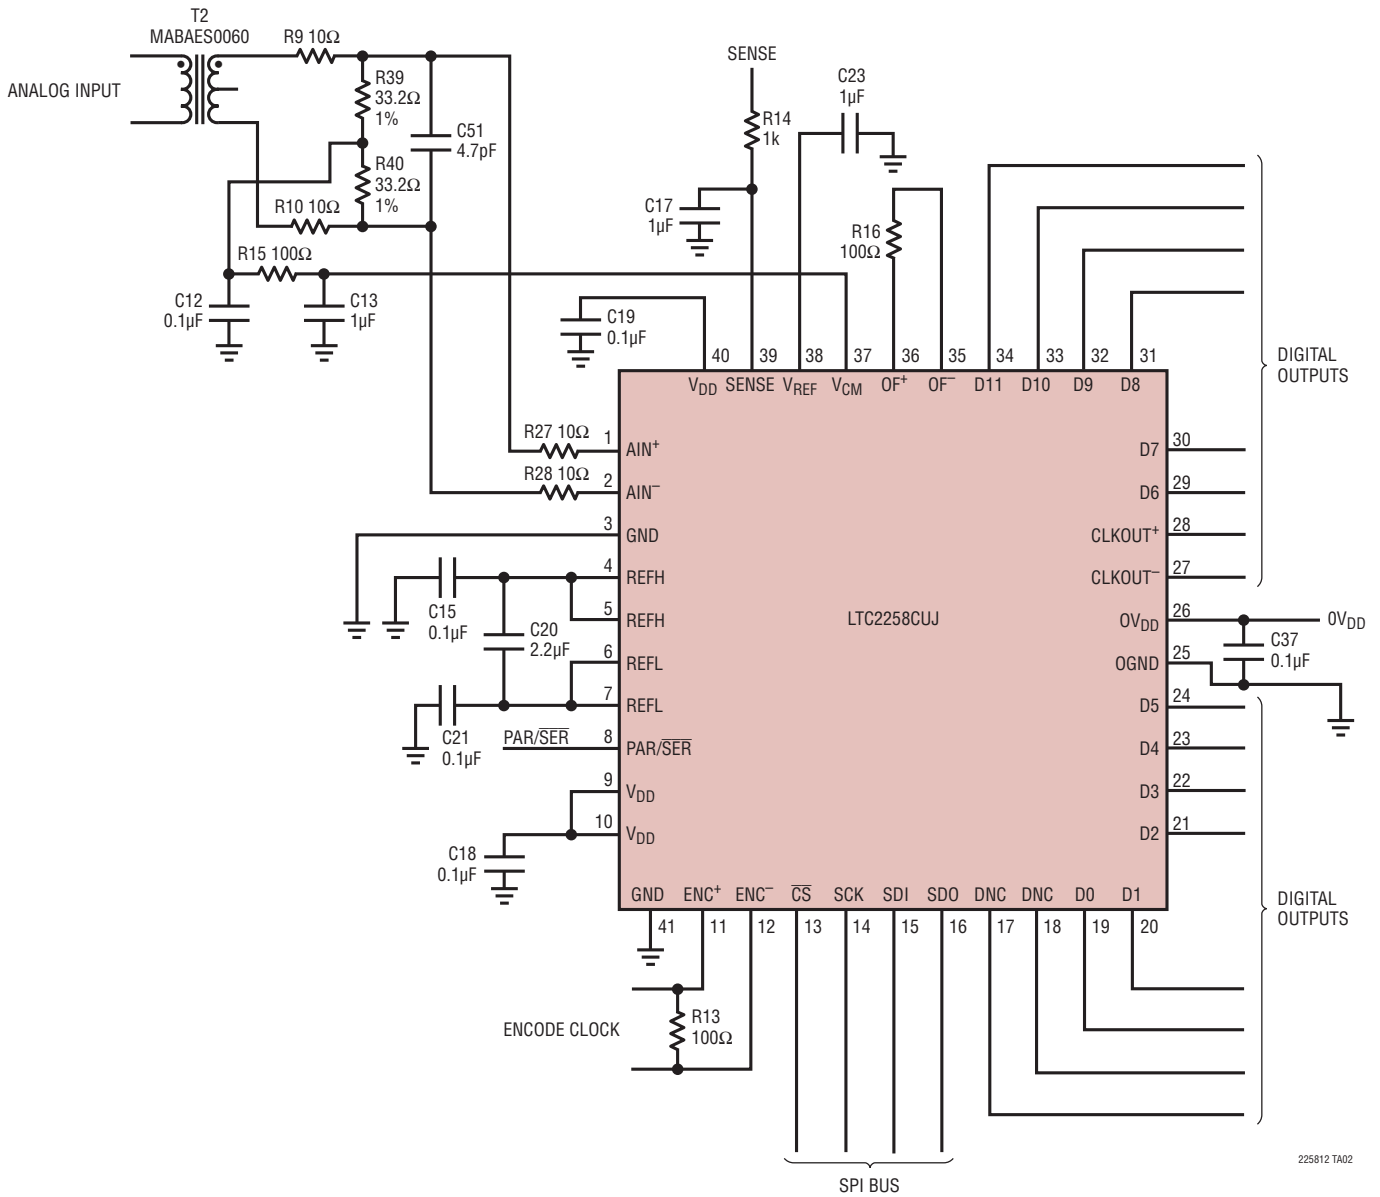 T2
MABAES0060
ANALOG INPUT
R9 10Ω
R39
33.2Ω
1%
C51
4.7pF
R40
33.2Ω
1%
R10 10Ω
R15 100Ω
C12
0.1µF
C13
1µF
SENSE
R14
1k
C23
1µF
C17
1µF
R16
100Ω
C19
0.1µF
40
39
38
37
36
35
34
33
32
31
VDD
SENSE
VREF
VCM
OF+
OF–
D11
D10
D9
D8
DIGITAL
OUTPUTS
R27 10Ω
1
AIN+
R28 10Ω
2
AIN–
3
GND
4
REFH
5
REFH
6
REFL
7
REFL
8
PAR/SER
PAR/SER
9
VDD
10
VDD
C15
0.1µF
C20
2.2µF
C21
0.1µF
C18
0.1µF
LTC2258CUJ
D7
30
D6
29
CLKOUT+
28
CLKOUT–
27
OVDD
26
0VDD
C37
0.1µF
OGND
25
D5
24
D4
23
D3
22
D2
21
GND
ENC+
ENC–
CS
SCK
SDI
SDO
DNC
DNC
D0
D1
41
11
12
13
14
15
16
17
18
19
20
DIGITAL
OUTPUTS
ENCODE CLOCK
R13
100Ω
SPI BUS
225812 TA02